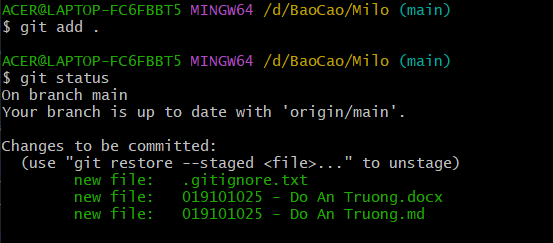 ACER@LAPTOP-FC6FBBT5 MINGW64 /d/BaoCao/Milo (main)
$ git add .
ACER@LAPTOP-FC6FBBT5 MINGW64 /d/BaoCao/Milo (main)
$ git status
On branch main
Your branch is up to date with 'origin/main'.
Changes to be committed:
  (use "git restore --staged <file>..." to unstage)
        new file:   .gitignore.txt
        new file:   019101025 - Do An Truong.docx
        new file:   019101025 - Do An Truong.md